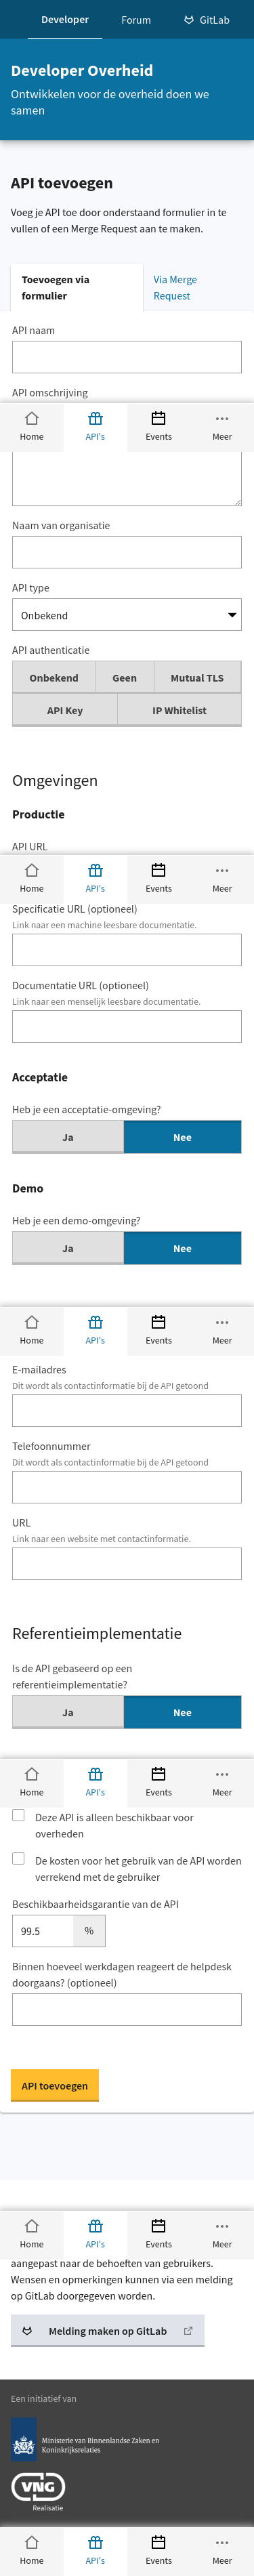 Developer
Forum
GitLab
Developer Overheid
Ontwikkelen voor de overheid doen we
samen
API toevoegen
Voeg je API toe door onderstaand formulier in te
vullen of een Merge Request aan te maken.
Toevoegen via
formulier
Via Merge
Request
API naam
API omschrijving
Home
API's
Events
Meer
Naam van organisatie
API type
Onbekend
API authenticatie
Onbekend
Geen
Mutual TLS
API Key
IP Whitelist
Omgevingen
Productie
API URL
Home
API's
Events
Meer
Specificatie URL (optioneel)
Link naar een machine leesbare documentatie.
Documentatie URL (optioneel)
Link naar een menselijk leesbare documentatie.
Acceptatie
Heb je een acceptatie-omgeving?
Ja
Nee
Demo
Heb je een demo-omgeving?
Ja
Nee
Home
API's
Events
Meer
E-mailadres
Dit wordt als contactinformatie bij de API getoond
Telefoonnummer
Dit wordt als contactinformatie bij de API getoond
URL
Link naar een website met contactinformatie.
Referentieimplementatie
Is de API gebaseerd op een
referentieimplementatie?
Ja
Nee
Home
API's
Events
Meer
Deze API is alleen beschikbaar voor
overheden
De kosten voor het gebruik van de API worden
verrekend met de gebruiker
Beschikbaarheidsgarantie van de API
99.5
%
Binnen hoeveel werkdagen reageert de helpdesk
doorgaans? (optioneel)
API toevoegen
Home
API's
Events
Meer
aangepast naar de behoeften van gebruikers.
Wensen en opmerkingen kunnen via een melding
op GitLab doorgegeven worden.
Melding maken op GitLab
Een initiatief van
Ministerie van Binnenlandse Zaken en
Koninkrijksrelaties
VNG
Realisatie
Home
API's
Events
Meer